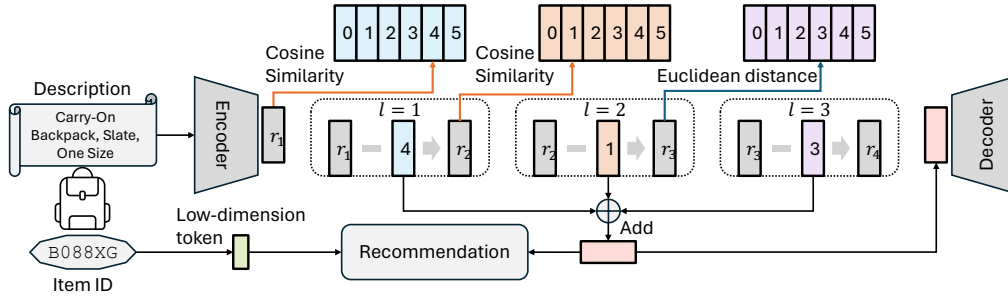 0 1 2 3 4 5
0 1 2 3 4 5
0 1 2 3 4 5
Cosine
Similarity
Cosine
Similarity
Euclidean distance
Description
Carry-On
Backpack, Slate,
One Size
Encoder
r₁
l = 1
r₁ − 4 r₂
l = 2
r₂ − 1 r₃
l = 3
r₃ − 3 r₄
Decoder
Low-dimension
token
Add
B088XG
Item ID
Recommendation